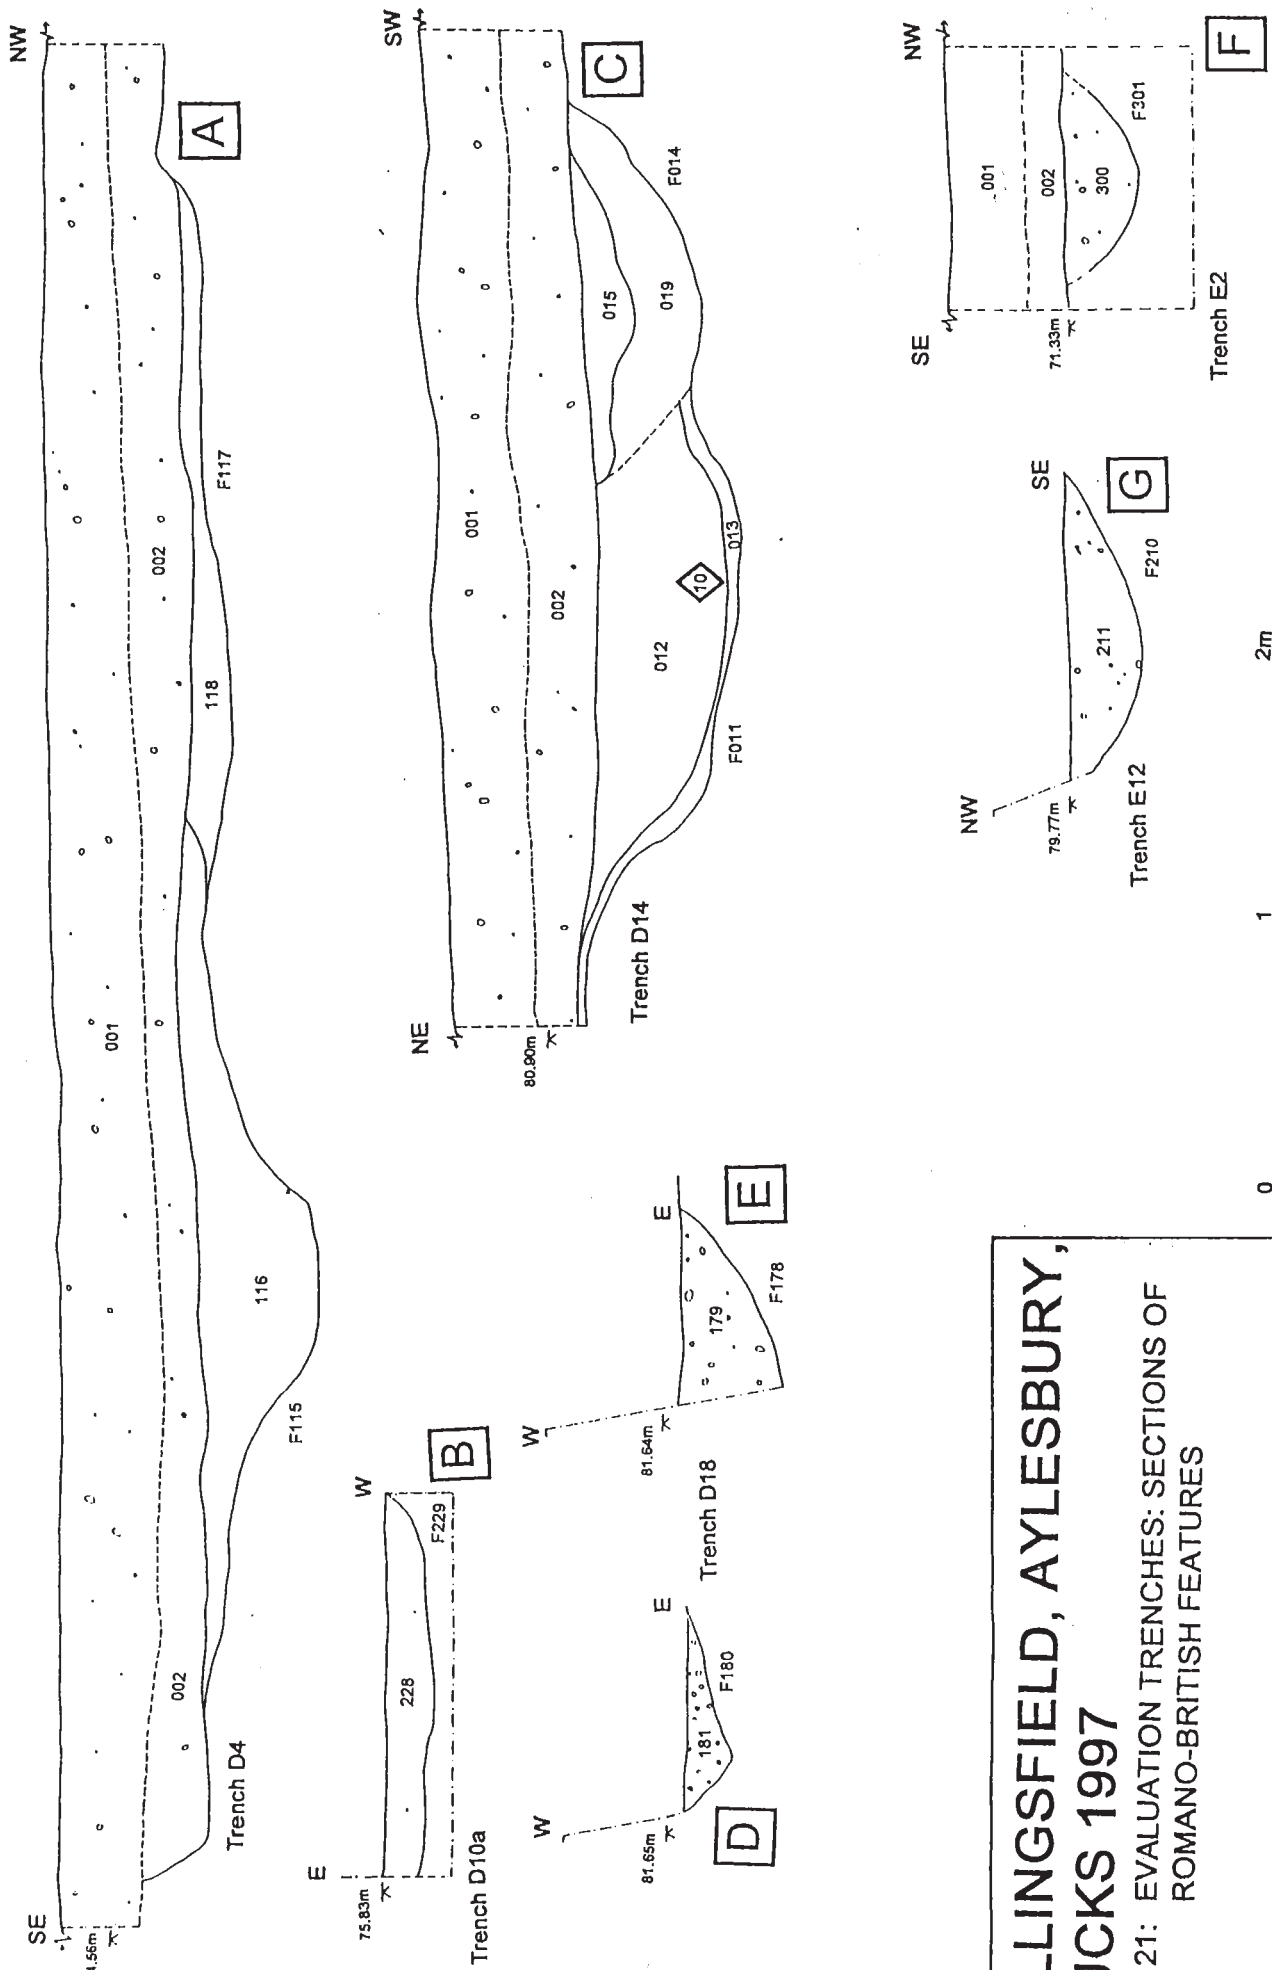 SE
NW
A
001
002
118
F117
116
F115
002
Trench D4
E
W
B
75.83m
228
F229
Trench D10a
NE
SW
C
80.90m
001
002
015
019
F014
012
10
013
F011
Trench D14
W
E
D
81.65m
181
F180
W
E
E
81.64m
179
F178
Trench D18
SE
NW
F
71.33m
001
002
300
F301
Trench E2
NW
SE
G
79.77m
211
F210
Trench E12
0 1 2m
LLINGSFIELD, AYLESBURY,
UCKS 1997
21: EVALUATION TRENCHES: SECTIONS OF
ROMANO-BRITISH FEATURES